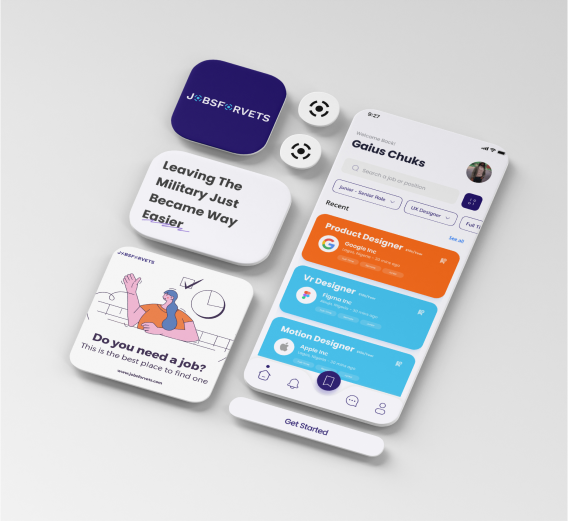 JOBSFORVETS
Leaving The
Military Just
Became Way
Easier
JOBSFORVETS
Do you need a job?
This is the best place to find one
www.jobsforvets.com
9:27
Welcome Back!
Gaius Chuks
Search a job or position
Junior - Senior Role
UX Designer
Full Ti
Recent
See all
Product Designer
Google Inc
Vr Designer
Figma Inc
Motion Designer
Apple Inc
Get Started